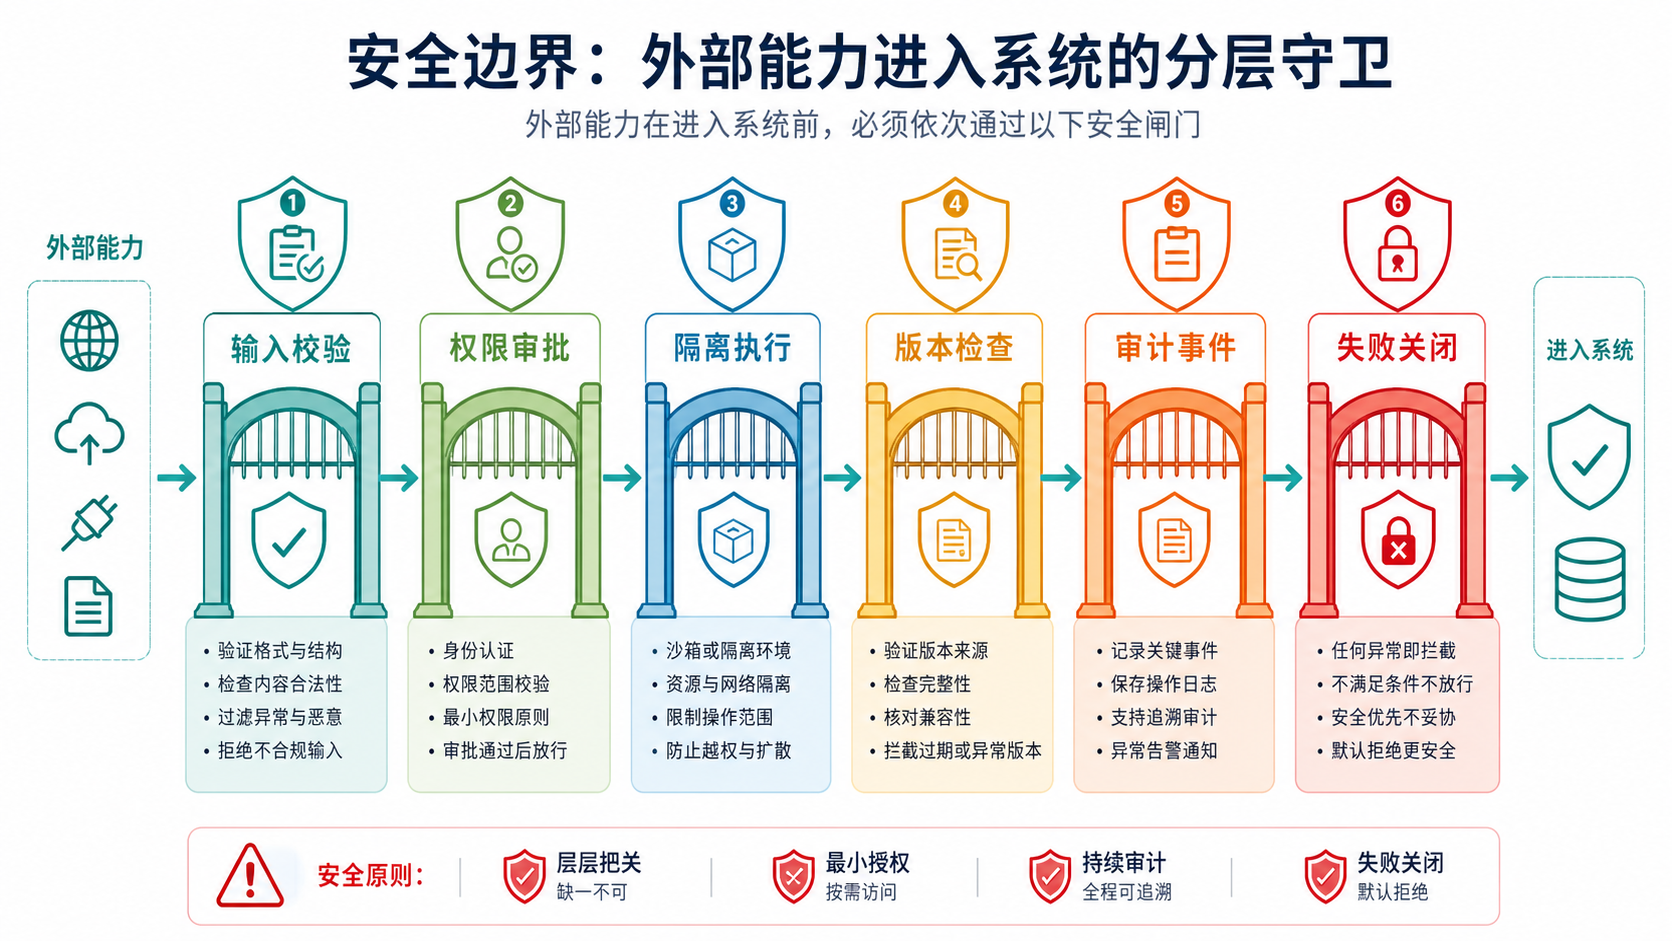 安全边界：外部能力进入系统的分层守卫
外部能力在进入系统前，必须依次通过以下安全闸门
外部能力
1
输入校验
• 验证格式与结构
• 检查内容合法性
• 过滤异常与恶意
• 拒绝不合规输入
2
权限审批
• 身份认证
• 权限范围校验
• 最小权限原则
• 审批通过后放行
3
隔离执行
• 沙箱或隔离环境
• 资源与网络隔离
• 限制操作范围
• 防止越权与扩散
4
版本检查
• 验证版本来源
• 检查完整性
• 核对兼容性
• 拦截过期或异常版本
5
审计事件
• 记录关键事件
• 保存操作日志
• 支持追溯审计
• 异常告警通知
6
失败关闭
• 任何异常即拦截
• 不满足条件不放行
• 安全优先不妥协
• 默认拒绝更安全
进入系统
安全原则：
层层把关
缺一不可
最小授权
按需访问
持续审计
全程可追溯
失败关闭
默认拒绝